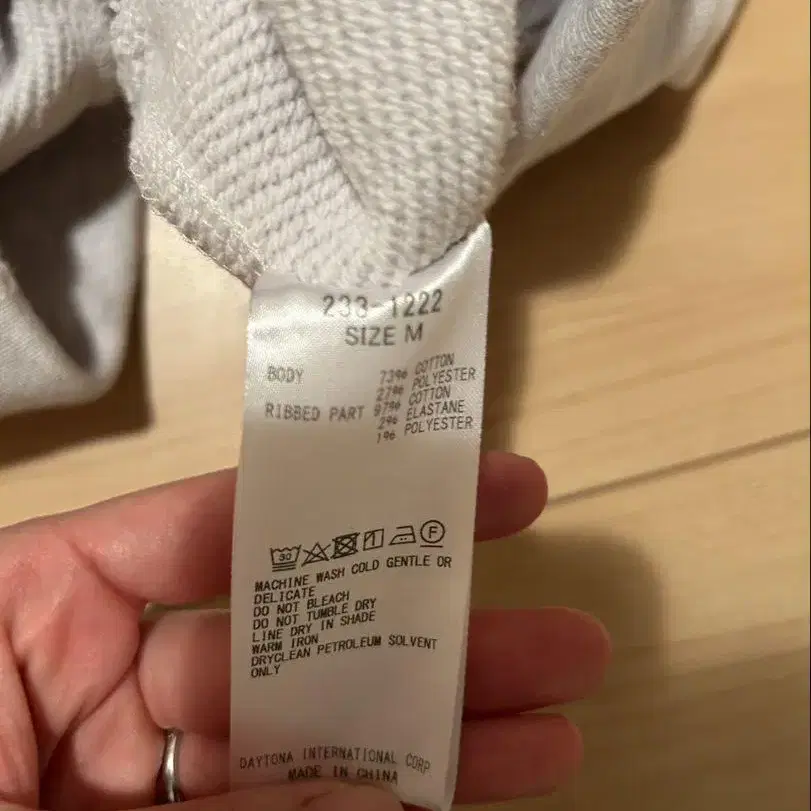 233-1222
SIZE M
BODY 73% COTTON
27% POLYESTER
RIBBED PART 97% COTTON
2% ELASTANE
1% POLYESTER
30 F
MACHINE WASH COLD GENTLE OR
DELICATE
DO NOT BLEACH
DO NOT TUMBLE DRY
LINE DRY IN SHADE
WARM IRON
DRYCLEAN PETROLEUM SOLVENT
ONLY
DAYTONA INTERNATIONAL CORP
MADE IN CHINA